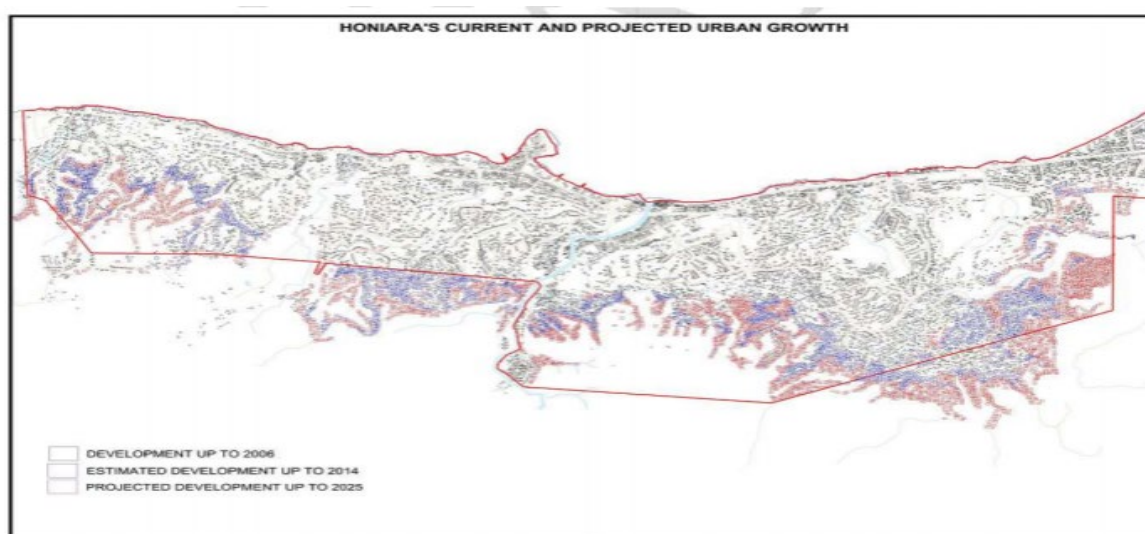 HONIARA'S CURRENT AND PROJECTED URBAN GROWTH
DEVELOPMENT UP TO 2006
ESTIMATED DEVELOPMENT UP TO 2014
PROJECTED DEVELOPMENT UP TO 2025